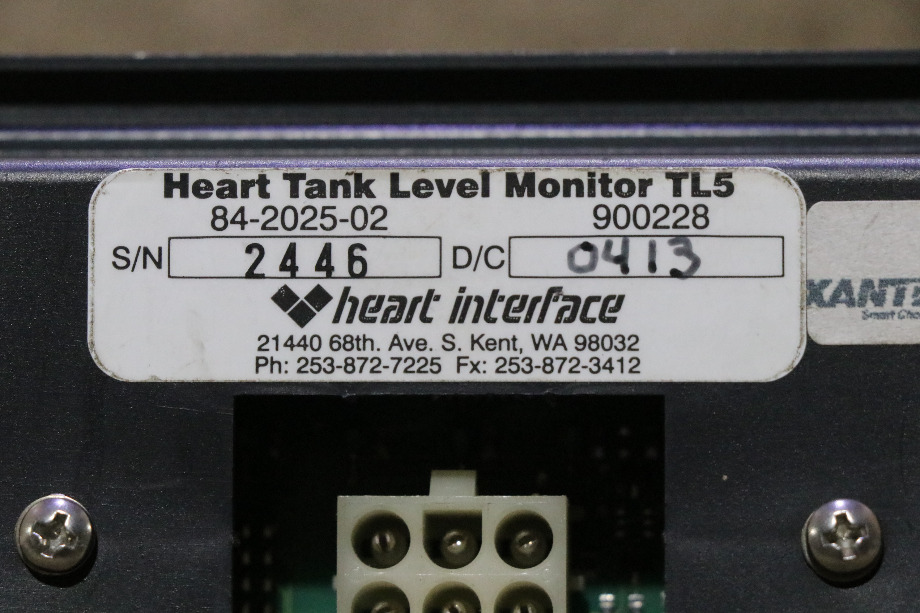 Heart Tank Level Monitor TL5
84-2025-02 900228
S/N 2446 D/C 0413
heart interface
21440 68th. Ave. S. Kent, WA 98032
Ph: 253-872-7225 Fx: 253-872-3412
Smart